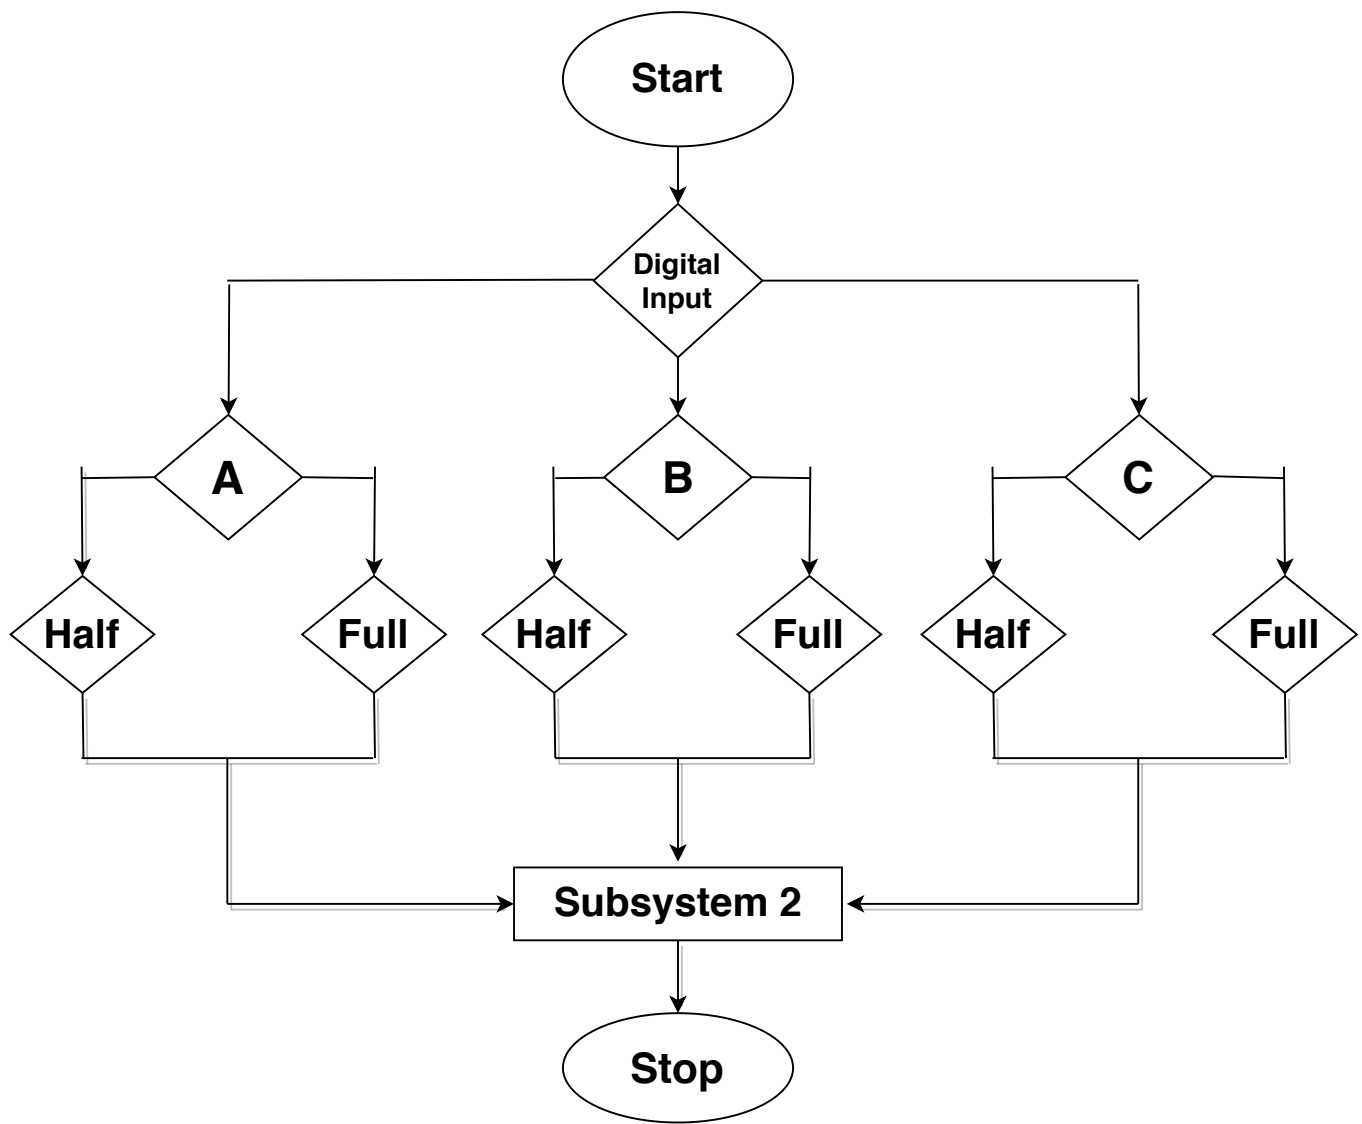 Start
Digital
Input
A
B
C
Half
Full
Half
Full
Half
Full
Subsystem 2
Stop